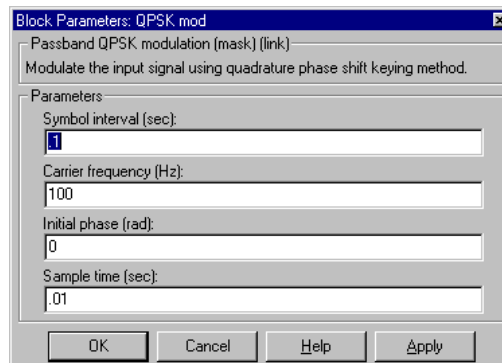 Block Parameters: QPSK mod
Passband QPSK modulation (mask) (link)
Modulate the input signal using quadrature phase shift keying method.
Parameters
Symbol interval (sec):
.1
Carrier frequency (Hz):
100
Initial phase (rad):
0
Sample time (sec):
.01
OK Cancel Help Apply